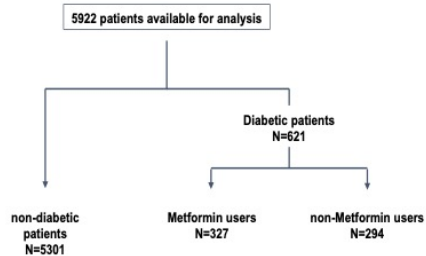 5922 patients available for analysis
Diabetic patients
N=621
non-diabetic
patients
N=5301
Metformin users
N=327
non-Metformin users
N=294